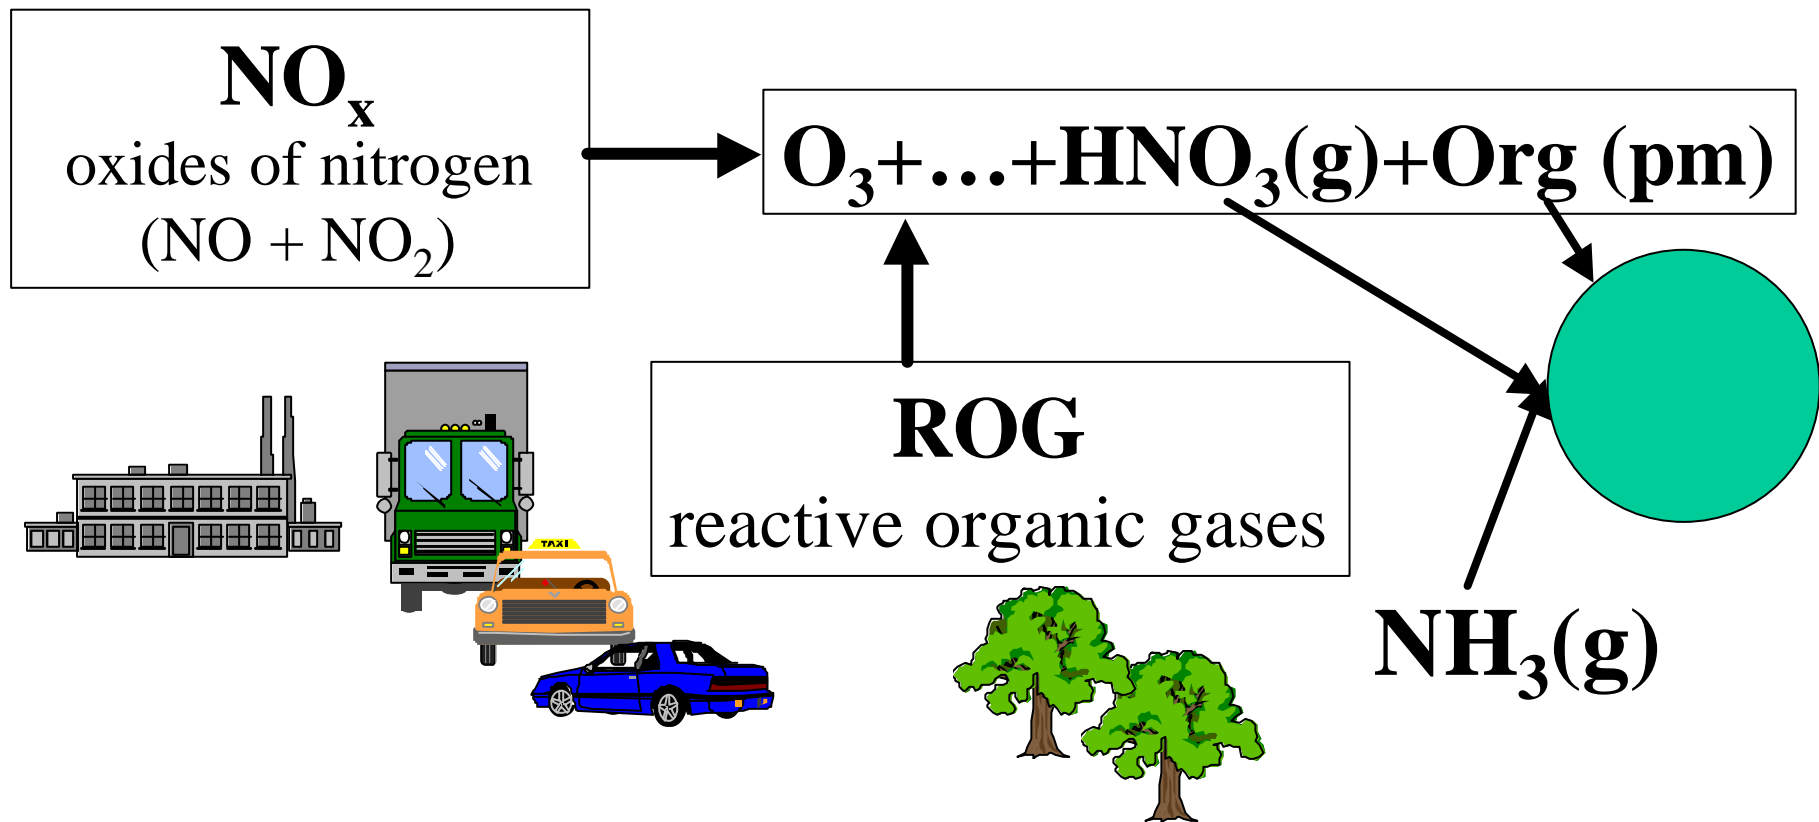 NOₓ
oxides of nitrogen
(NO + NO₂)
O₃+...+HNO₃(g)+Org (pm)
ROG
reactive organic gases
TAXI
NH₃(g)